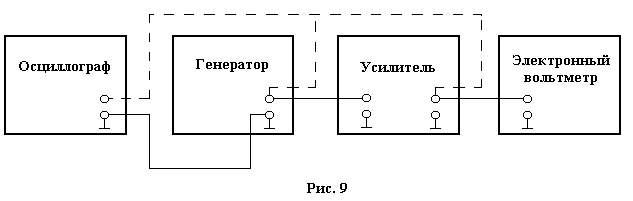 Осциллограф
Генератор
Усилитель
Электронный
вольтметр
Рис. 9